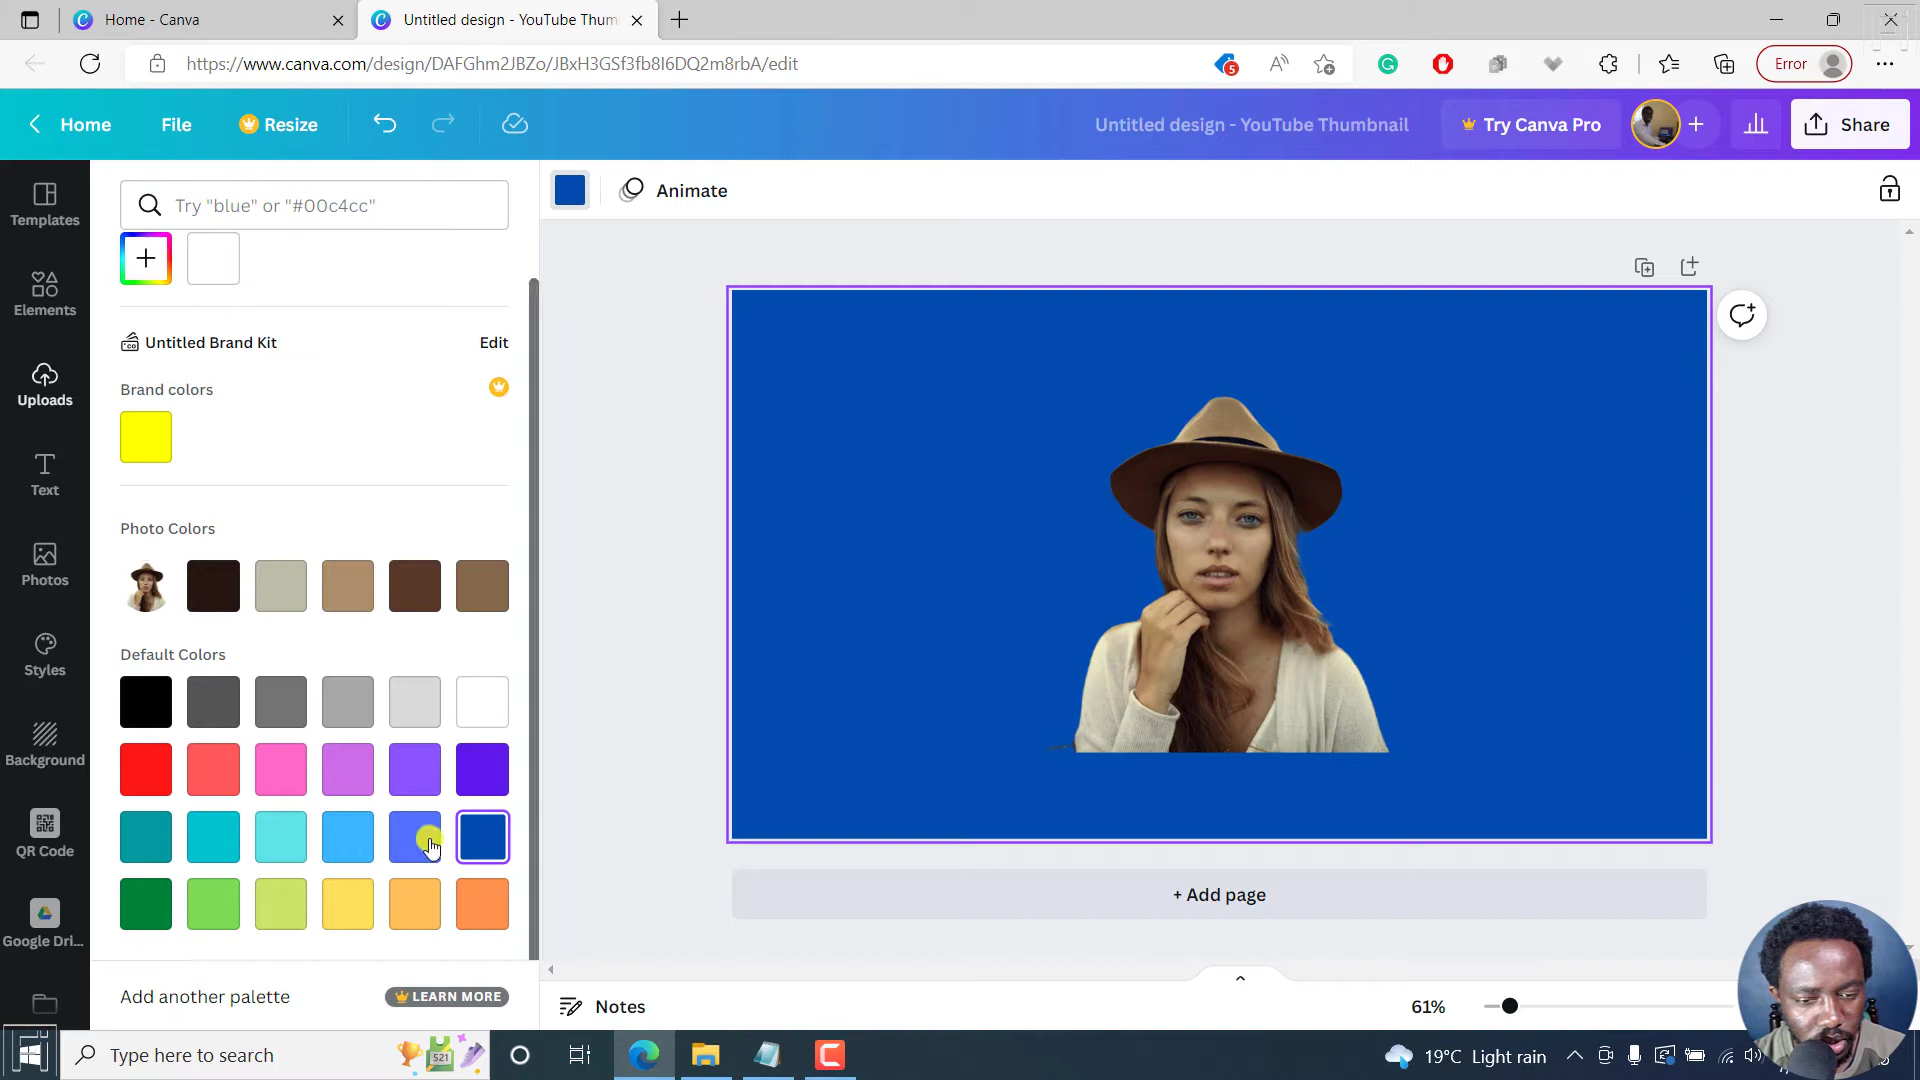 Home - Canva
Untitled design - YouTube Thum
https://www.canva.com/design/DAFGhm2JBZo/JBxH3GSf3fb8I6DQ2m8rbA/edit
5
Error
Home
File
Resize
Untitled design - YouTube Thumbnail
Try Canva Pro
Share
Templates
Elements
Uploads
Text
Photos
Styles
Background
QR Code
Google Dri...
Try "blue" or "#00c4cc"
Untitled Brand Kit
Edit
Brand colors
Photo Colors
Default Colors
Add another palette
LEARN MORE
Animate
+ Add page
Notes
61%
Type here to search
521
19°C Light rain